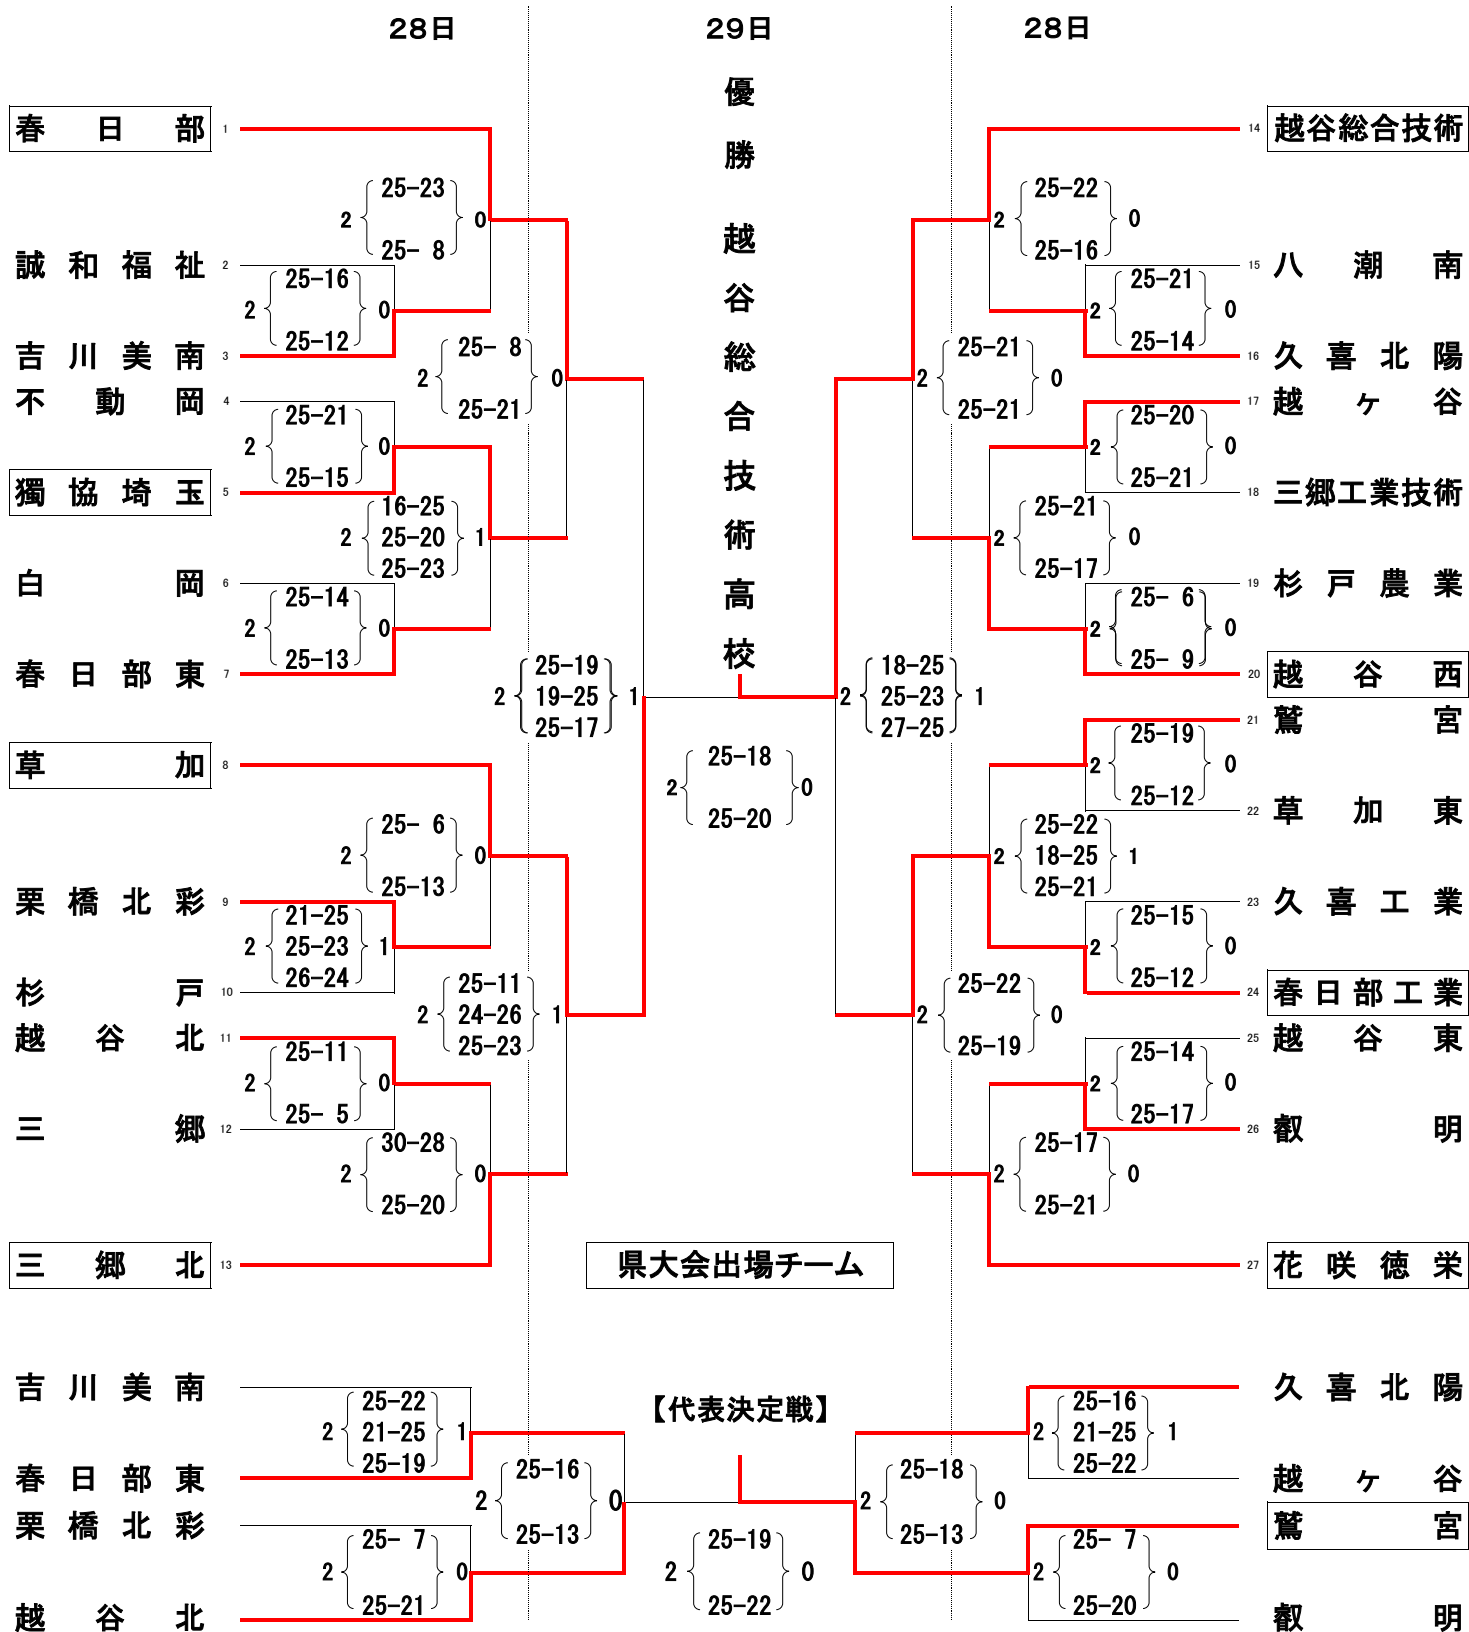 28日 29日 28日
優勝 越谷総合技術高校
春日部 1
14 越谷総合技術
2 25-23 25- 8 0
2 25-22 25-16 0
誠和福祉 2
15 八潮南
2 25-16 25-12 0
2 25-21 25-14 0
吉川美南 3
16 久喜北陽
2 25- 8 25-21 0
2 25-21 25-21 0
不動岡 4
17 越ヶ谷
2 25-21 25-15 0
2 25-20 25-21 0
獨協埼玉 5
18 三郷工業技術
2 16-25 25-20 25-23 1
2 25-21 25-17 0
白岡 6
19 杉戸農業
2 25-14 25-13 0
2 25- 6 25- 9 0
春日部東 7
20 越谷西
2 25-19 19-25 25-17 1
2 18-25 25-23 27-25 1
21 鷲宮
2 25-19 25-12 0
草加 8
2 25-18 25-20 0
22 草加東
2 25- 6 25-13 0
2 25-22 18-25 25-21 1
栗橋北彩 9
23 久喜工業
2 21-25 25-23 26-24 1
2 25-15 25-12 0
杉戸 10
24 春日部工業
2 25-11 24-26 25-23 1
2 25-22 25-19 0
越谷北 11
25 越谷東
2 25-11 25- 5 0
2 25-14 25-17 0
三郷 12
26 叡明
2 30-28 25-20 0
2 25-17 25-21 0
三郷北 13
県大会出場チーム
27 花咲徳栄
【代表決定戦】
吉川美南
久喜北陽
2 25-22 21-25 25-19 1
2 25-16 21-25 25-22 1
春日部東
越ヶ谷
2 25-16 25-13 0
2 25-18 25-13 0
栗橋北彩
鷲宮
2 25- 7 25-21 0
2 25-19 25-22 0
2 25- 7 25-20 0
越谷北
叡明